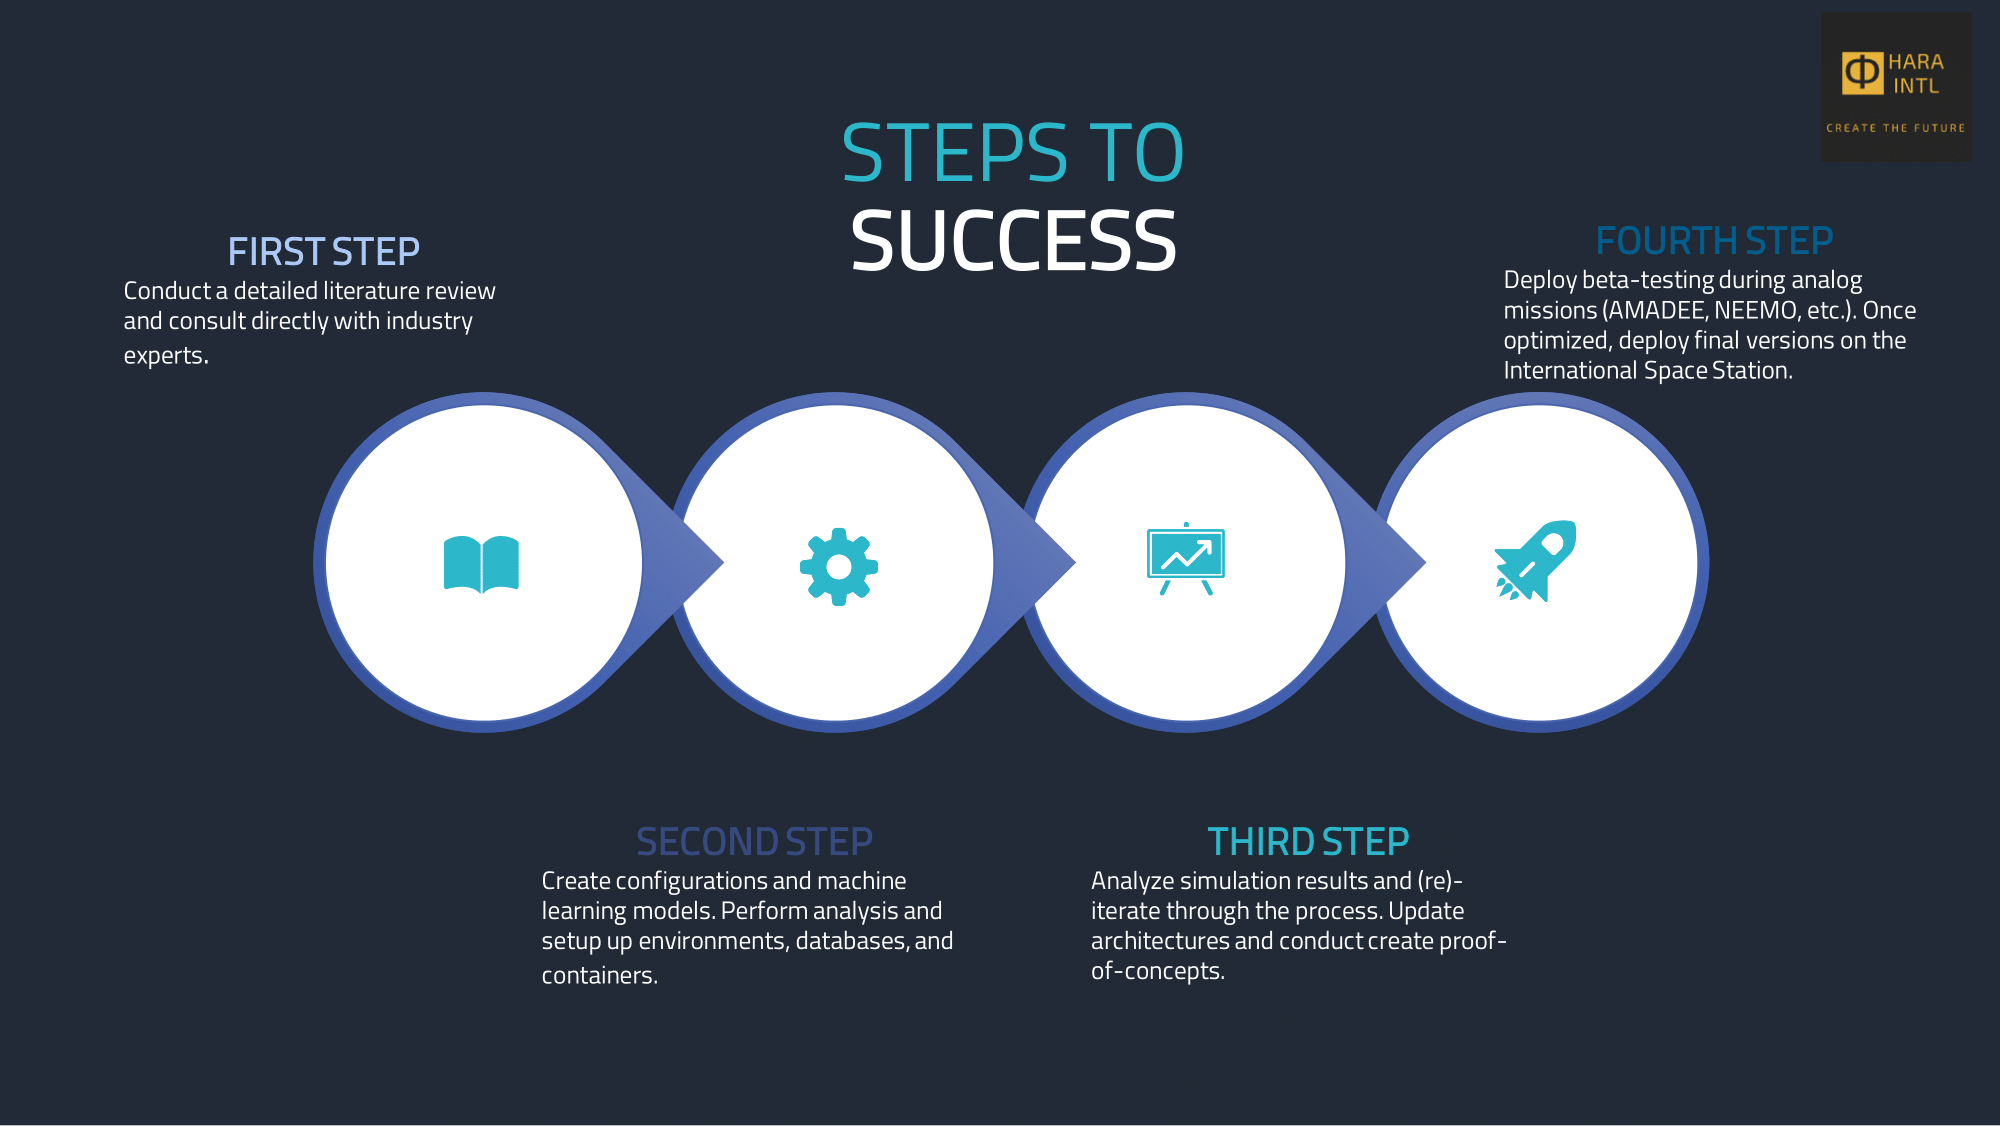 Φ HARA
INTL
CREATE THE FUTURE
STEPS TO
SUCCESS
FIRST STEP
Conduct a detailed literature review
and consult directly with industry
experts.
SECOND STEP
Create configurations and machine
learning models. Perform analysis and
setup up environments, databases, and
containers.
THIRD STEP
Analyze simulation results and (re)-
iterate through the process. Update
architectures and conduct create proof-
of-concepts.
FOURTH STEP
Deploy beta-testing during analog
missions (AMADEE, NEEMO, etc.). Once
optimized, deploy final versions on the
International Space Station.